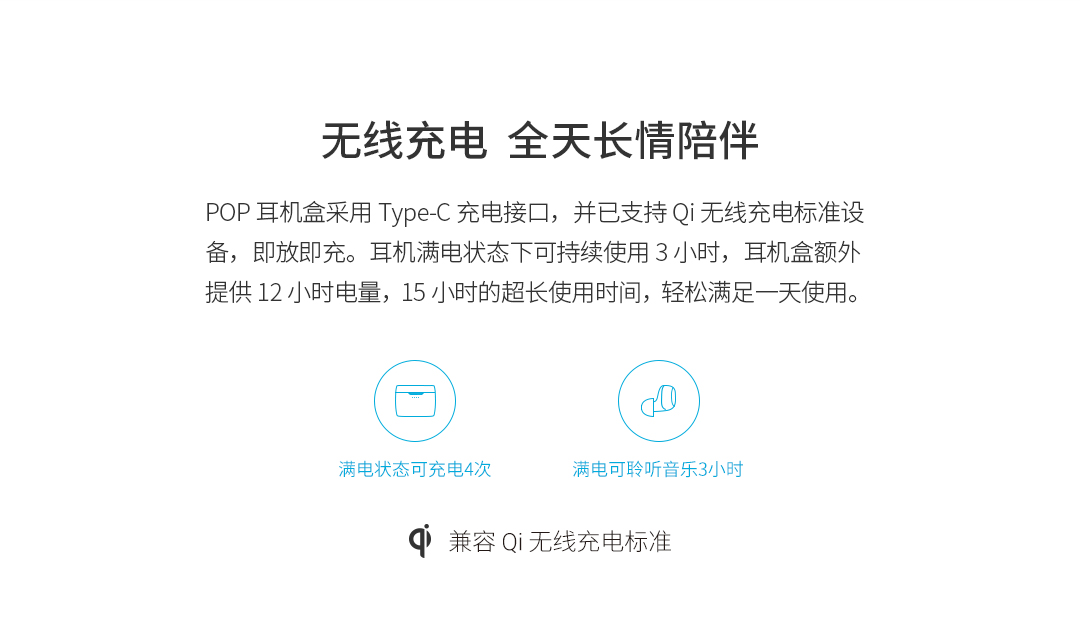 无线充电 全天长情陪伴
POP 耳机盒采用 Type-C 充电接口，并已支持 Qi 无线充电标准设
备，即放即充。耳机满电状态下可持续使用 3 小时，耳机盒额外
提供 12 小时电量，15 小时的超长使用时间，轻松满足一天使用。
满电状态可充电4次
满电可聆听音乐3小时
qi 兼容 Qi 无线充电标准